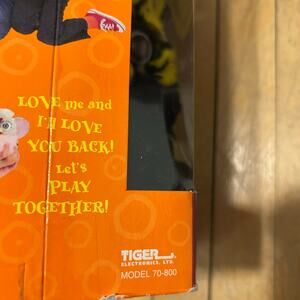 LOVE me and
I'll LOVE
YOU BACK!
Let's
PLAY
TOGETHER!
TIGER
ELECTRONICS, LTD.
MODEL 70-800